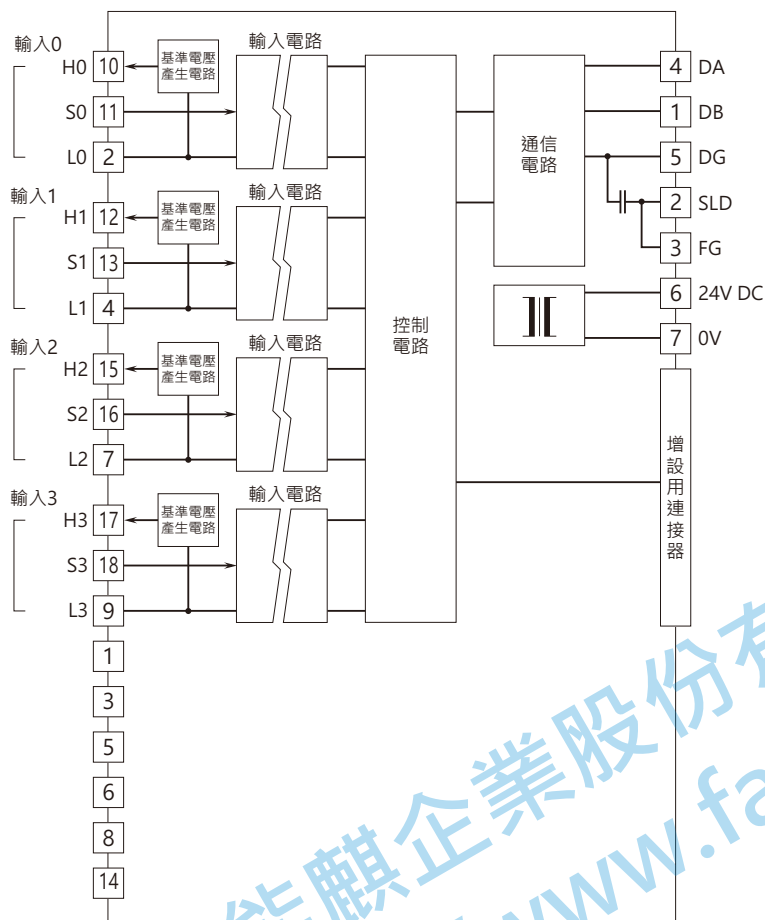 輸入0
H0 10
基準電壓
產生電路
輸入電路
S0 11
L0 2
輸入1
H1 12
基準電壓
產生電路
輸入電路
S1 13
L1 4
輸入2
H2 15
基準電壓
產生電路
輸入電路
S2 16
L2 7
輸入3
H3 17
基準電壓
產生電路
輸入電路
S3 18
L3 9
1
3
5
6
8
14
控制
電路
通信
電路
4 DA
1 DB
5 DG
2 SLD
3 FG
6 24V DC
7 0V
增設用連接器
麒企業股份有
www.fa